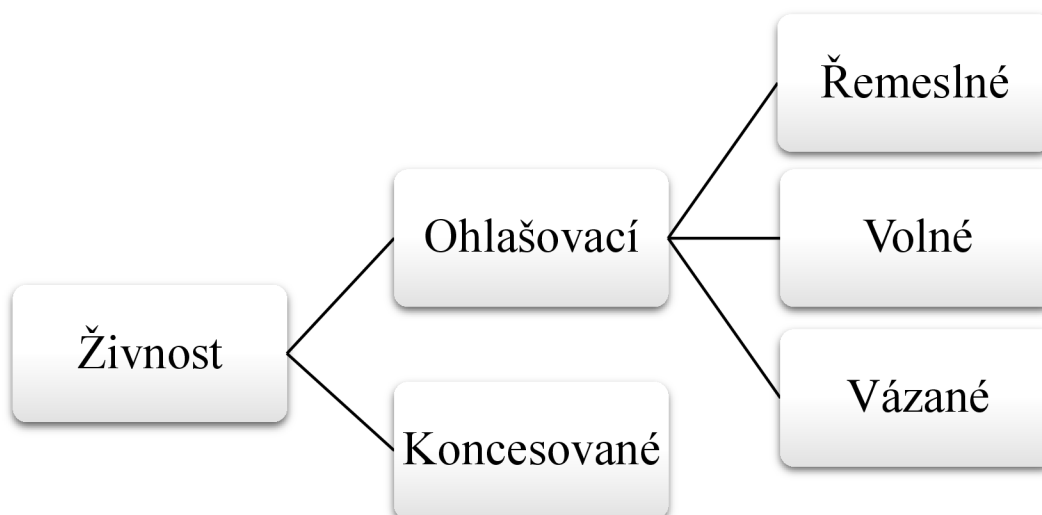 Živnost
Ohlašovací
Koncesované
Řemeslné
Volné
Vázané